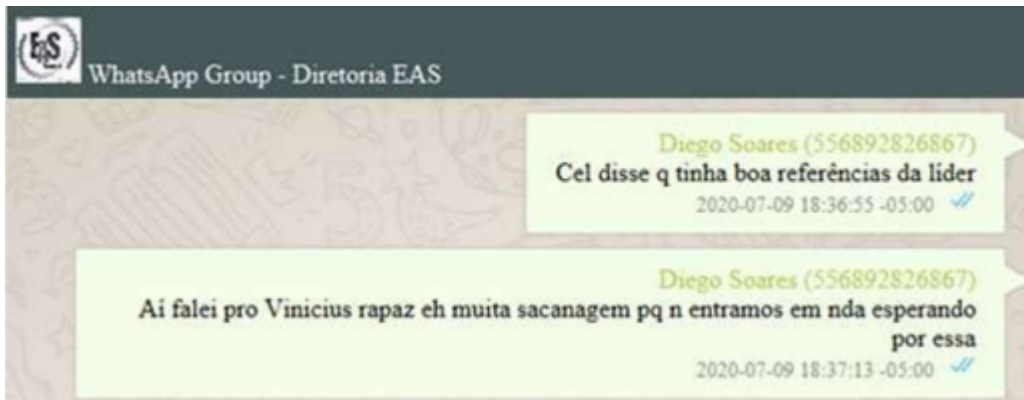 EAS
WhatsApp Group - Diretoria EAS
Diego Soares (556892826867)
Cel disse q tinha boa referências da líder
2020-07-09 18:36:55 -05:00
Diego Soares (556892826867)
Aí falei pro Vinicius rapaz eh muita sacanagem pq n entramos em nda esperando
por essa
2020-07-09 18:37:13 -05:00